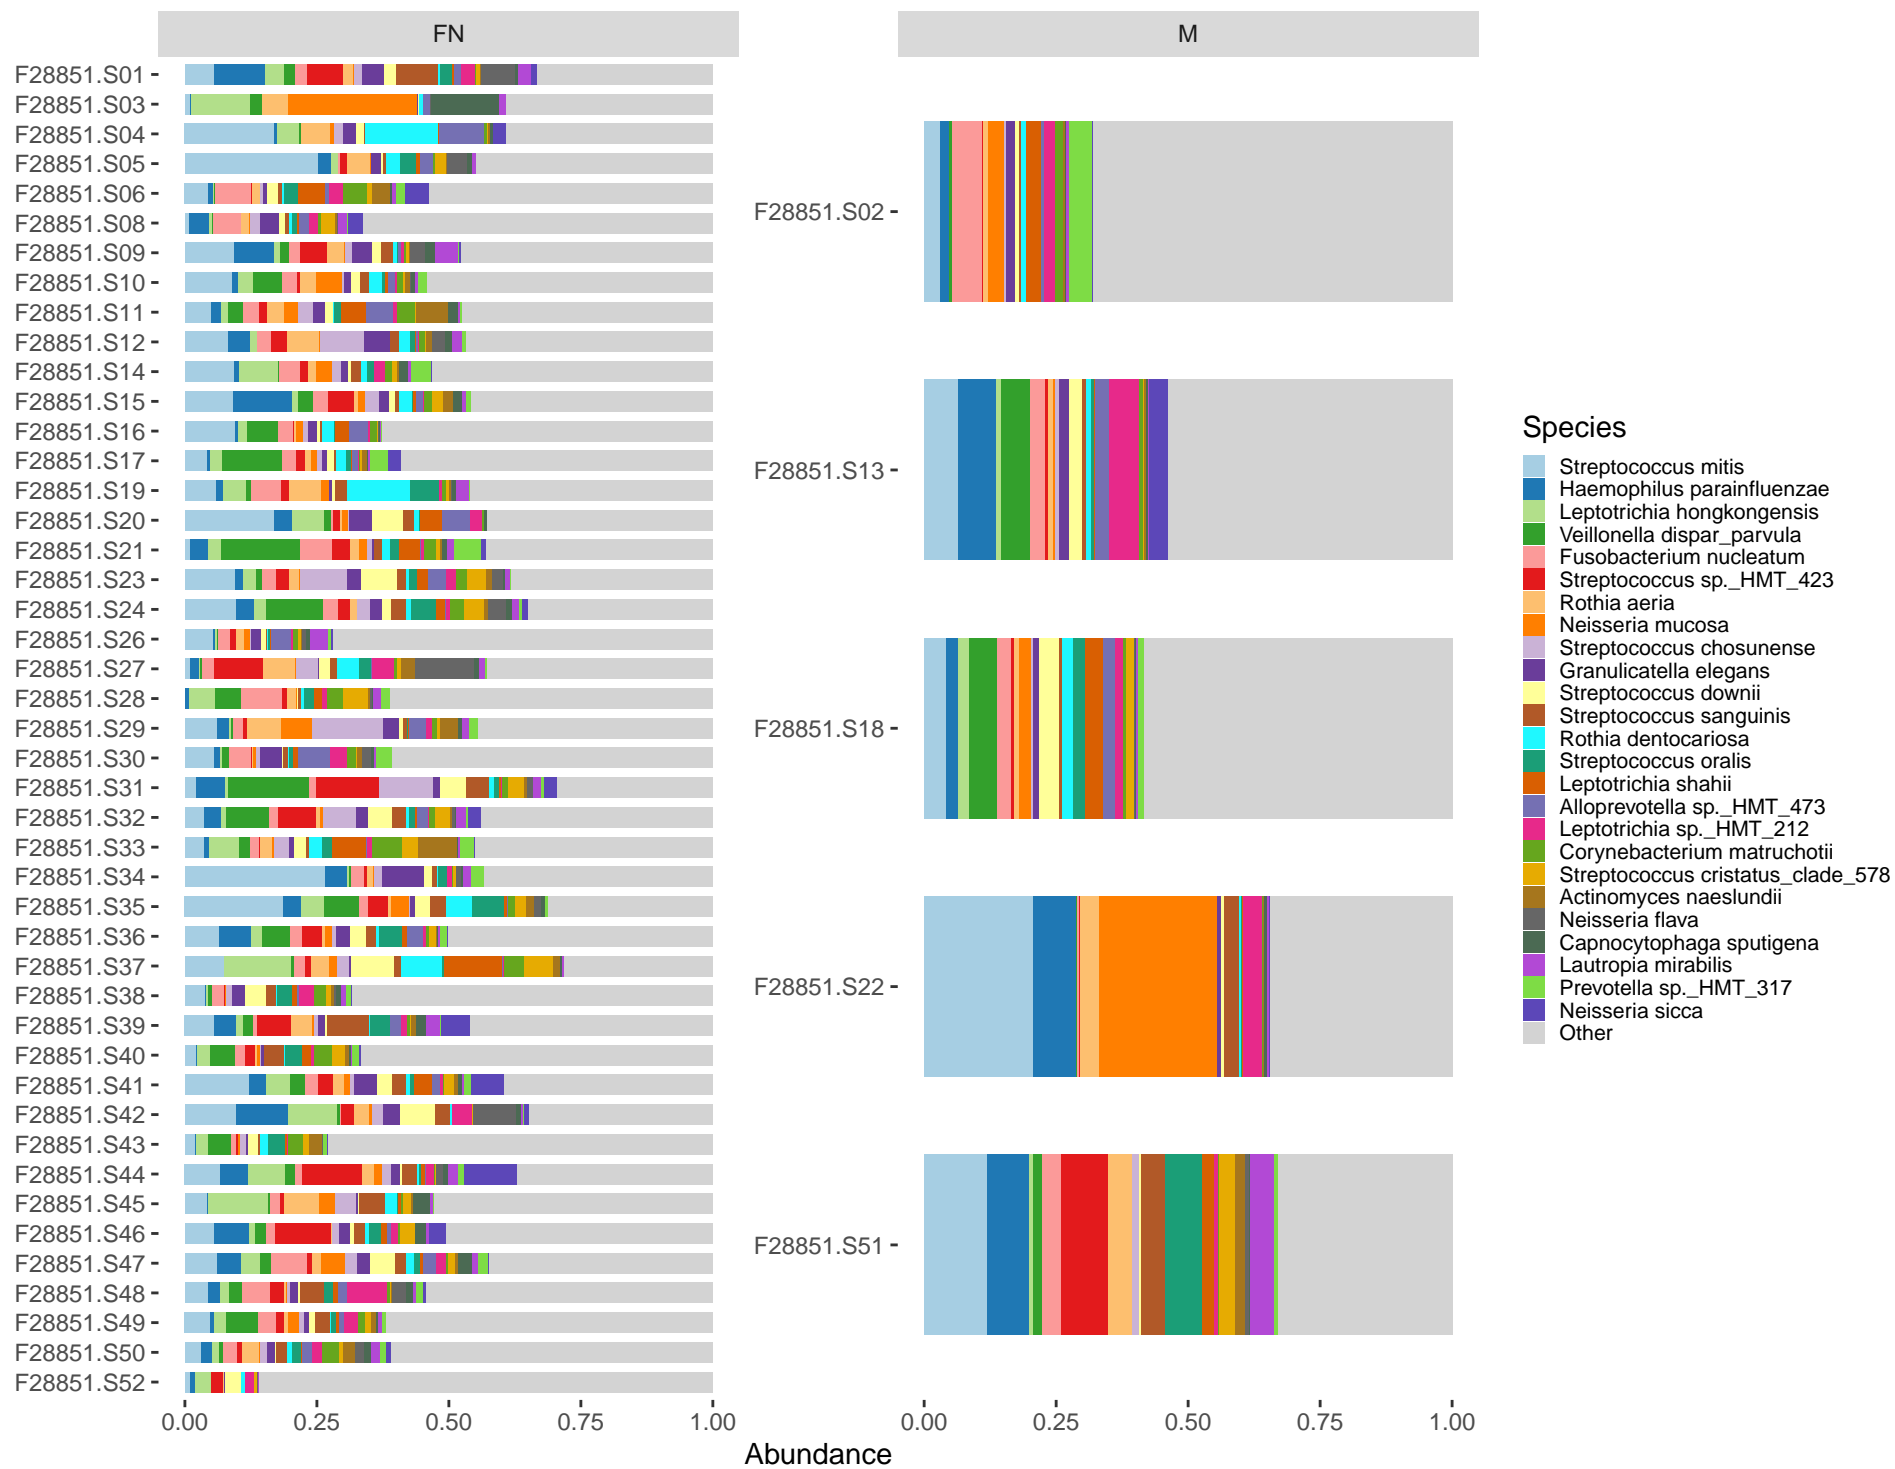 FN
M
F28851.S01
F28851.S03
F28851.S04
F28851.S05
F28851.S06
F28851.S08
F28851.S09
F28851.S10
F28851.S11
F28851.S12
F28851.S14
F28851.S15
F28851.S16
F28851.S17
F28851.S19
F28851.S20
F28851.S21
F28851.S23
F28851.S24
F28851.S26
F28851.S27
F28851.S28
F28851.S29
F28851.S30
F28851.S31
F28851.S32
F28851.S33
F28851.S34
F28851.S35
F28851.S36
F28851.S37
F28851.S38
F28851.S39
F28851.S40
F28851.S41
F28851.S42
F28851.S43
F28851.S44
F28851.S45
F28851.S46
F28851.S47
F28851.S48
F28851.S49
F28851.S50
F28851.S52
0.00 0.25 0.50 0.75 1.00
F28851.S02
F28851.S13
F28851.S18
F28851.S22
F28851.S51
0.00 0.25 0.50 0.75 1.00
Abundance
Species
Streptococcus mitis
Haemophilus parainfluenzae
Leptotrichia hongkongensis
Veillonella dispar_parvula
Fusobacterium nucleatum
Streptococcus sp._HMT_423
Rothia aeria
Neisseria mucosa
Streptococcus chosunense
Granulicatella elegans
Streptococcus downii
Streptococcus sanguinis
Rothia dentocariosa
Streptococcus oralis
Leptotrichia shahii
Alloprevotella sp._HMT_473
Leptotrichia sp._HMT_212
Corynebacterium matruchotii
Streptococcus cristatus_clade_578
Actinomyces naeslundii
Neisseria flava
Capnocytophaga sputigena
Lautropia mirabilis
Prevotella sp._HMT_317
Neisseria sicca
Other